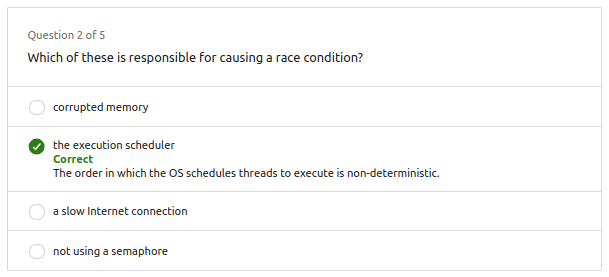 Question 2 of 5
Which of these is responsible for causing a race condition?
corrupted memory
the execution scheduler
Correct
The order in which the OS schedules threads to execute is non-deterministic.
a slow Internet connection
not using a semaphore